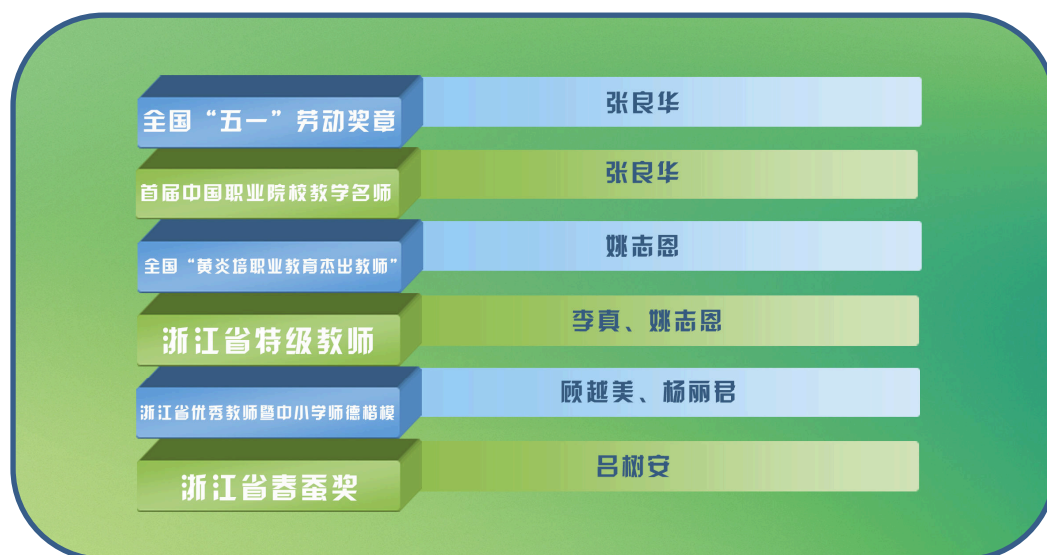 全国“五一”劳动奖章
张良华
首届中国职业院校教学名师
张良华
全国“黄炎培职业教育杰出教师”
姚志恩
浙江省特级教师
李真、姚志恩
浙江省优秀教师暨中小学师德楷模
顾越美、杨丽君
浙江省春蚕奖
吕树安